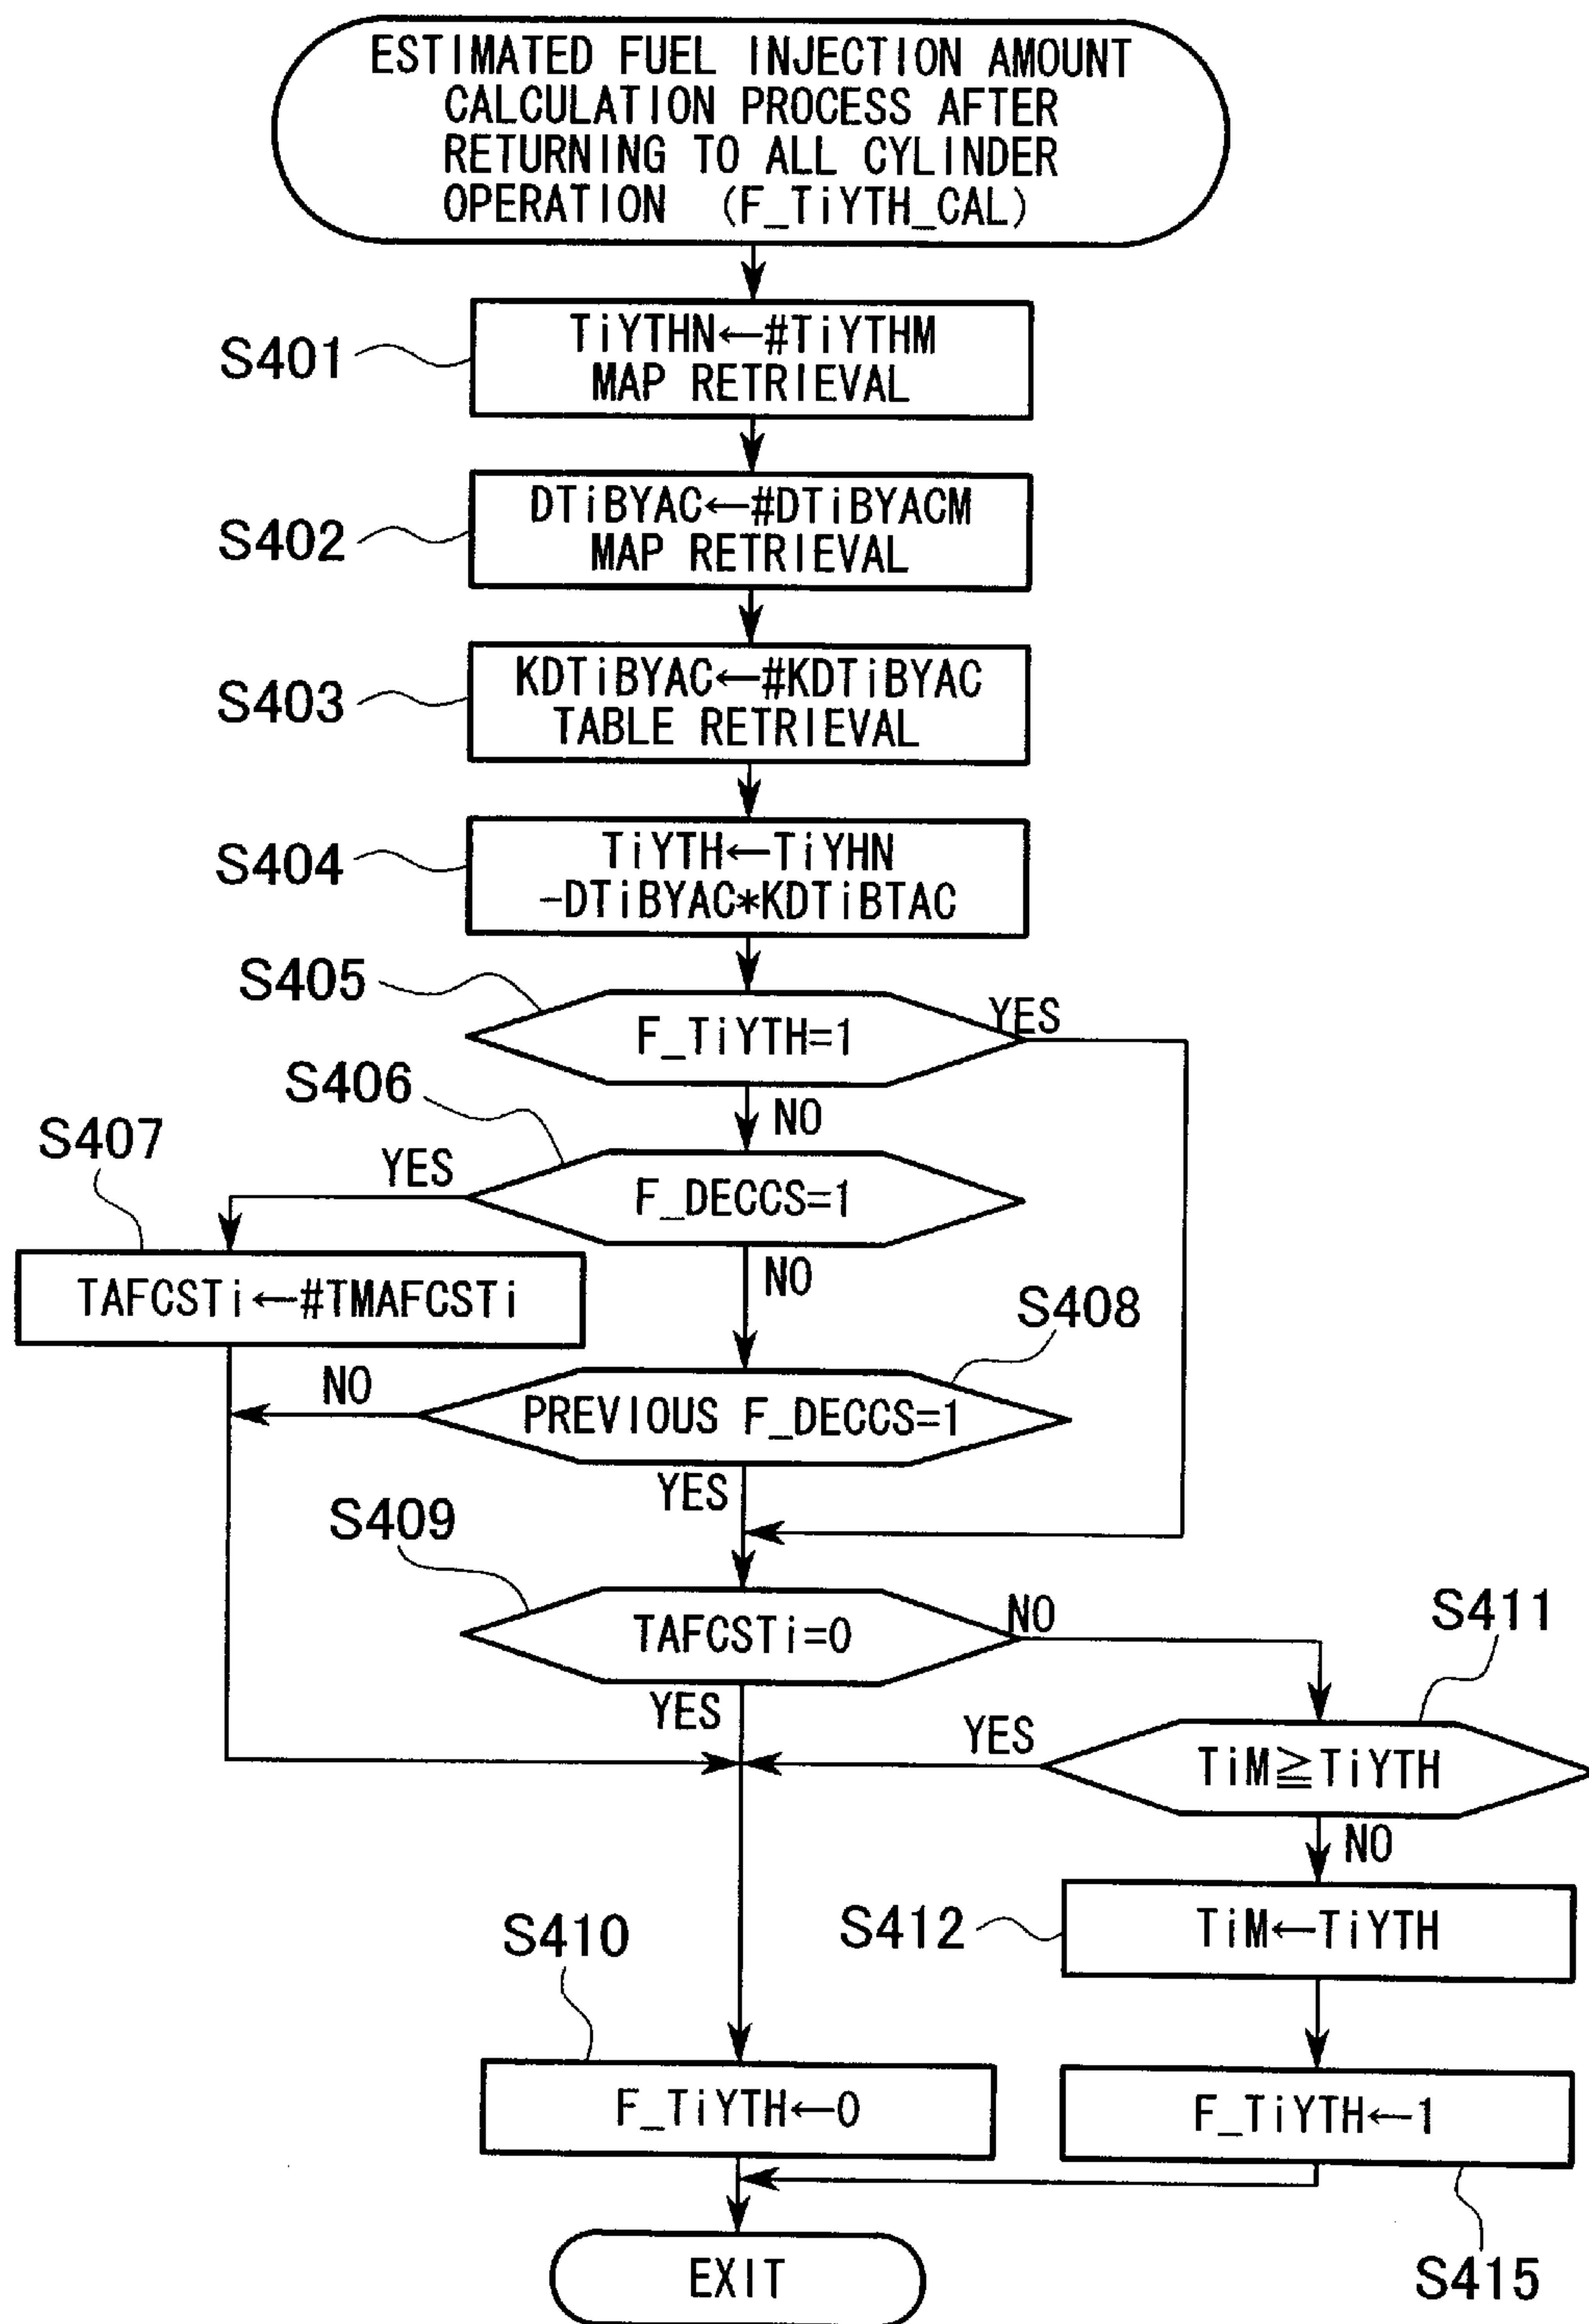 ESTIMATED FUEL INJECTION AMOUNT
CALCULATION PROCESS AFTER
RETURNING TO ALL CYLINDER
OPERATION (F_TiYTH_CAL)
S401
TiYTHN←#TiYTHM
MAP RETRIEVAL
S402
DTiBYAC←#DTiBYACM
MAP RETRIEVAL
S403
KDTiBYAC←#KDTiBYAC
TABLE RETRIEVAL
S404
TiYTH←TiYHN
-DTiBYAC*KDTiBTAC
S405
F_TiYTH=1
YES
NO
S406
F_DECCS=1
YES
NO
S407
TAFCSTi←#TMAFCSTi
S408
PREVIOUS F_DECCS=1
NO
YES
S409
TAFCSTi=0
NO
YES
S411
TiM≧TiYTH
YES
NO
S412
TiM←TiYTH
S410
F_TiYTH←0
F_TiYTH←1
S415
EXIT